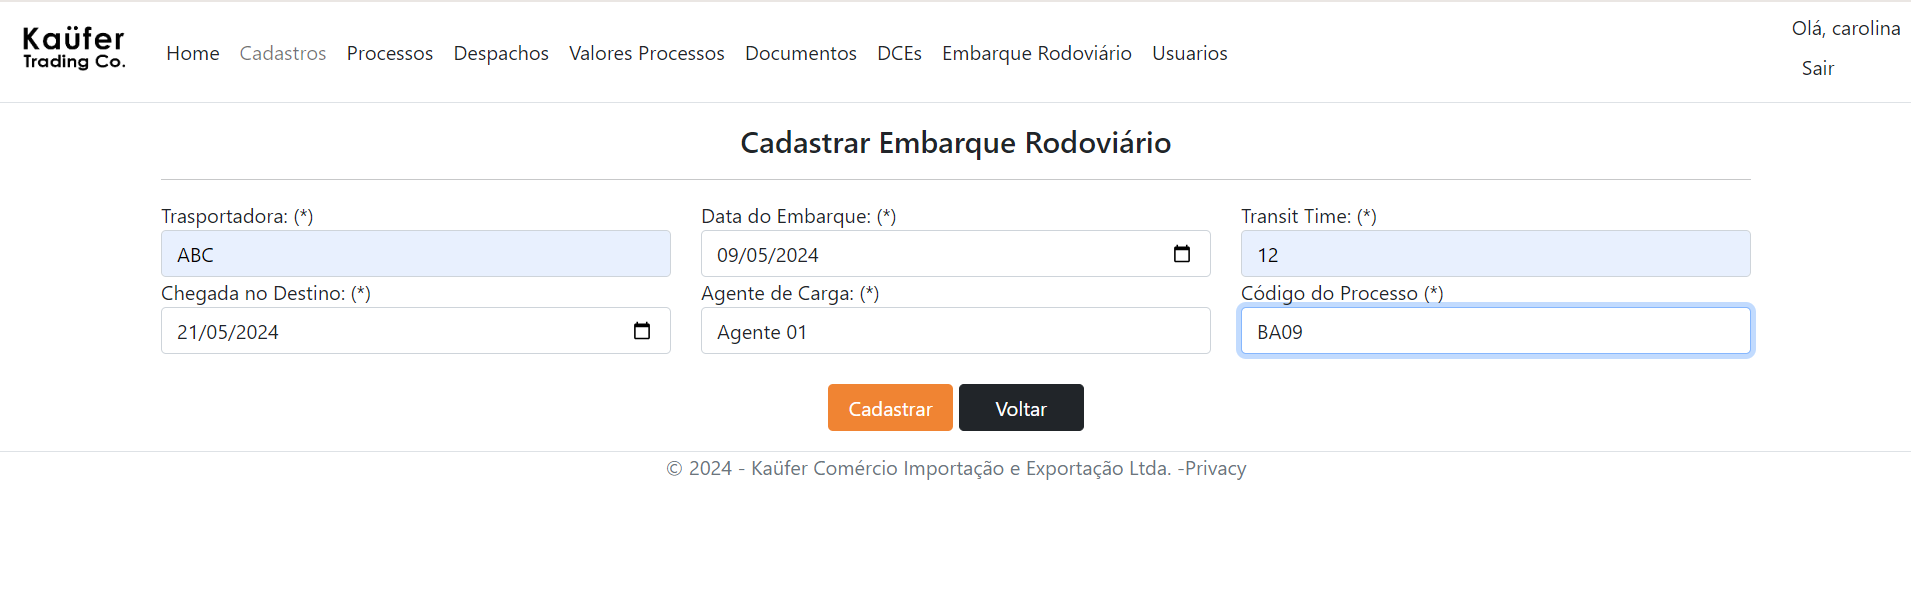 Kaüfer
Trading Co.
Home Cadastros Processos Despachos Valores Processos Documentos DCEs Embarque Rodoviário Usuarios
Olá, carolina
Sair
Cadastrar Embarque Rodoviário
Trasportadora: (*) Data do Embarque: (*) Transit Time: (*)
ABC 09/05/2024 12
Chegada no Destino: (*) Agente de Carga: (*) Código do Processo (*)
21/05/2024 Agente 01 BA09
Cadastrar Voltar
© 2024 - Kaüfer Comércio Importação e Exportação Ltda. -Privacy